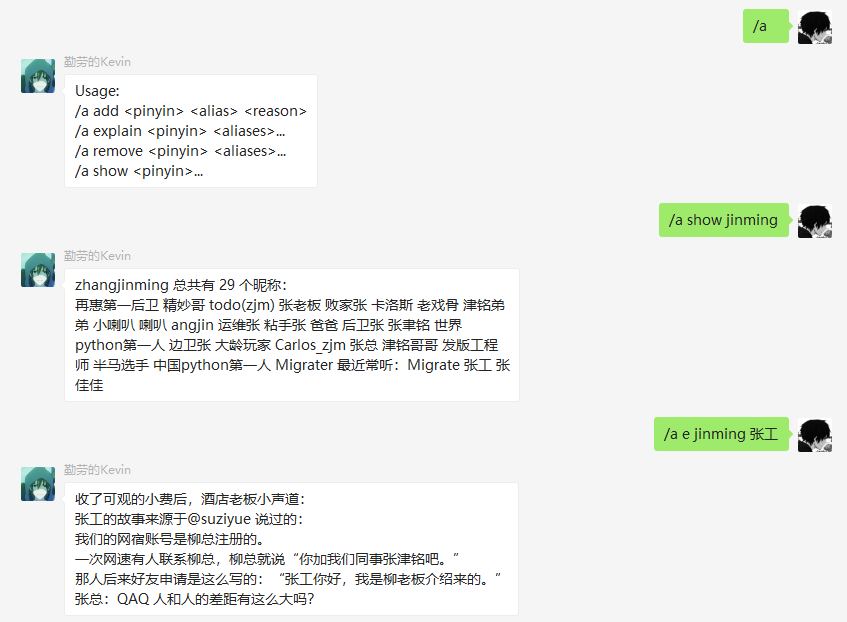 /a
勤劳的Kevin
Usage:
/a add <pinyin> <alias> <reason>
/a explain <pinyin> <aliases>...
/a remove <pinyin> <aliases>...
/a show <pinyin>...
/a show jinming
勤劳的Kevin
zhangjinming 总共有 29 个昵称：
再惠第一后卫 精妙哥 todo(zjm) 张老板 败家张 卡洛斯 老戏骨 津铭弟
弟 小喇叭 喇叭 angjin 运维张 粘手张 爸爸 后卫张 张聿铭 世界
python第一人 边卫张 大龄玩家 Carlos_zjm 张总 津铭哥哥 发版工程
师 半马选手 中国python第一人 Migrater 最近常听：Migrate 张工 张
佳佳
/a e jinming 张工
勤劳的Kevin
收了可观的小费后，酒店老板小声道：
张工的故事来源于@suziyue 说过的：
我们的网宿账号是柳总注册的。
一次网速有人联系柳总，柳总就说“你加我们同事张津铭吧。”
那人后来好友申请是这么写的：“张工你好，我是柳老板介绍来的。”
张总：QAQ 人和人的差距有这么大吗？